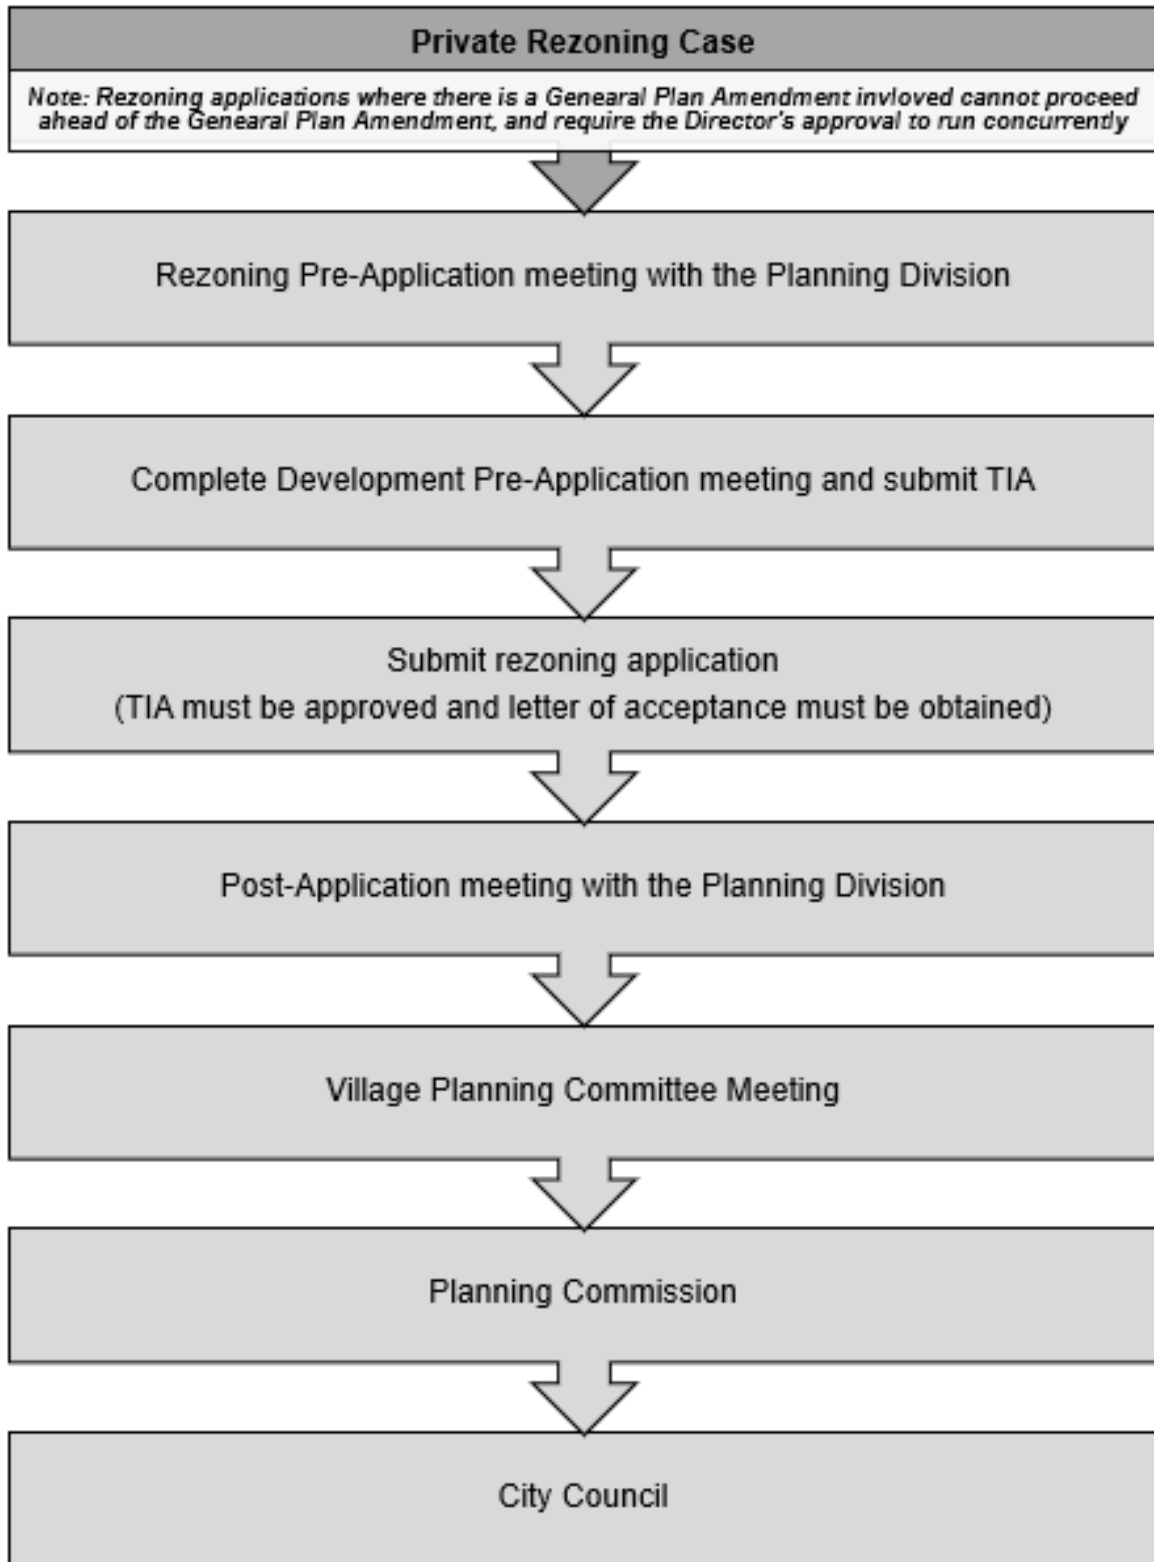 Private Rezoning Case
Note: Rezoning applications where there is a Genearal Plan Amendment invloved cannot proceed
ahead of the Genearal Plan Amendment, and require the Director's approval to run concurrently
Rezoning Pre-Application meeting with the Planning Division
Complete Development Pre-Application meeting and submit TIA
Submit rezoning application
(TIA must be approved and letter of acceptance must be obtained)
Post-Application meeting with the Planning Division
Village Planning Committee Meeting
Planning Commission
City Council